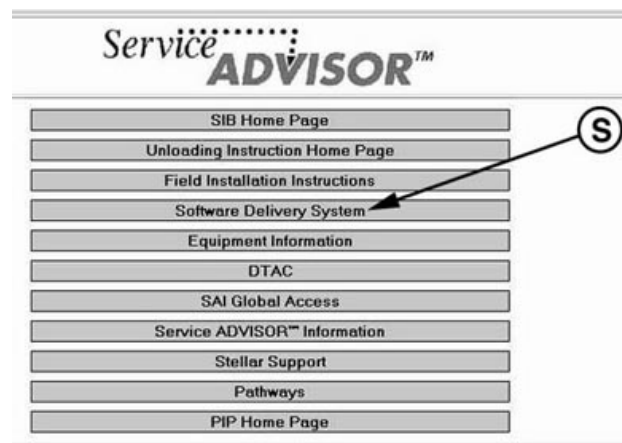 Service
ADVISOR™
SIB Home Page
Unloading Instruction Home Page
Field Installation Instructions
Software Delivery System
S
Equipment Information
DTAC
SAI Global Access
Service ADVISOR™ Information
Stellar Support
Pathways
PIP Home Page